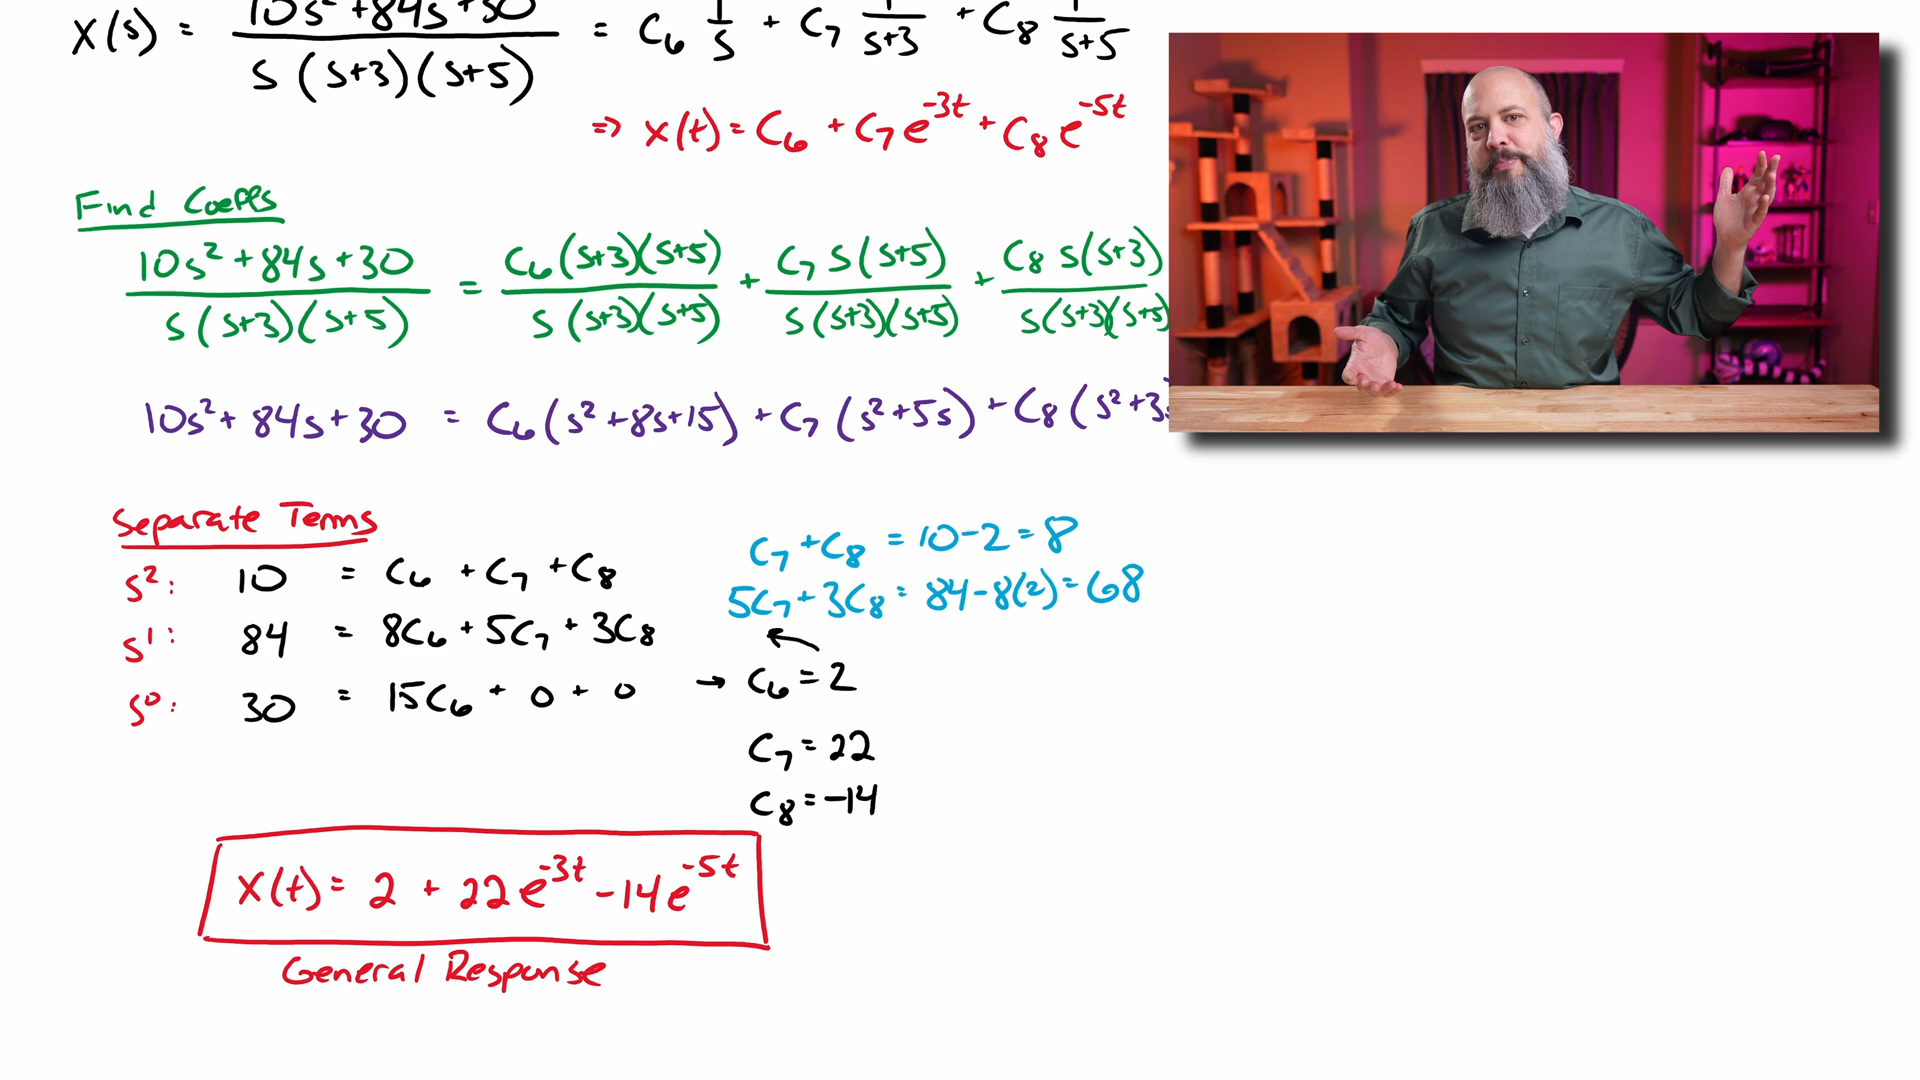 X(s) = (10s² + 84s + 30) / (s(s+3)(s+5)) = C₆ 1/s + C₇ 1/(s+3) + C₈ 1/(s+5)
⇒ x(t) = C₆ + C₇e^(-3t) + C₈e^(-5t)
Find Coeffs
(10s² + 84s + 30) / (s(s+3)(s+5)) = (C₆(s+3)(s+5)) / (s(s+3)(s+5)) + (C₇ s(s+5)) / (s(s+3)(s+5)) + (C₈ s(s+3)) / (s(s+3)(s+5)
10s² + 84s + 30 = C₆(s² + 8s + 15) + C₇(s² + 5s) + C₈(s² + 3s
Separate Terms
s²: 10 = C₆ + C₇ + C₈
s¹: 84 = 8C₆ + 5C₇ + 3C₈
s⁰: 30 = 15C₆ + 0 + 0 → C₆ = 2
C₇ + C₈ = 10 - 2 = 8
5C₇ + 3C₈ = 84 - 8(2) = 68
C₇ = 22
C₈ = -14
x(t) = 2 + 22e^(-3t) - 14e^(-5t)
General Response